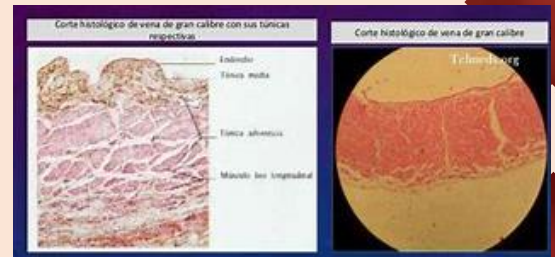 Corte histológico de vena de gran calibre con sus túnicas
respectivas
Endotelio
Túnica media
Túnica adventicia
Músculo liso longitudinal
Corte histológico de vena de gran calibre